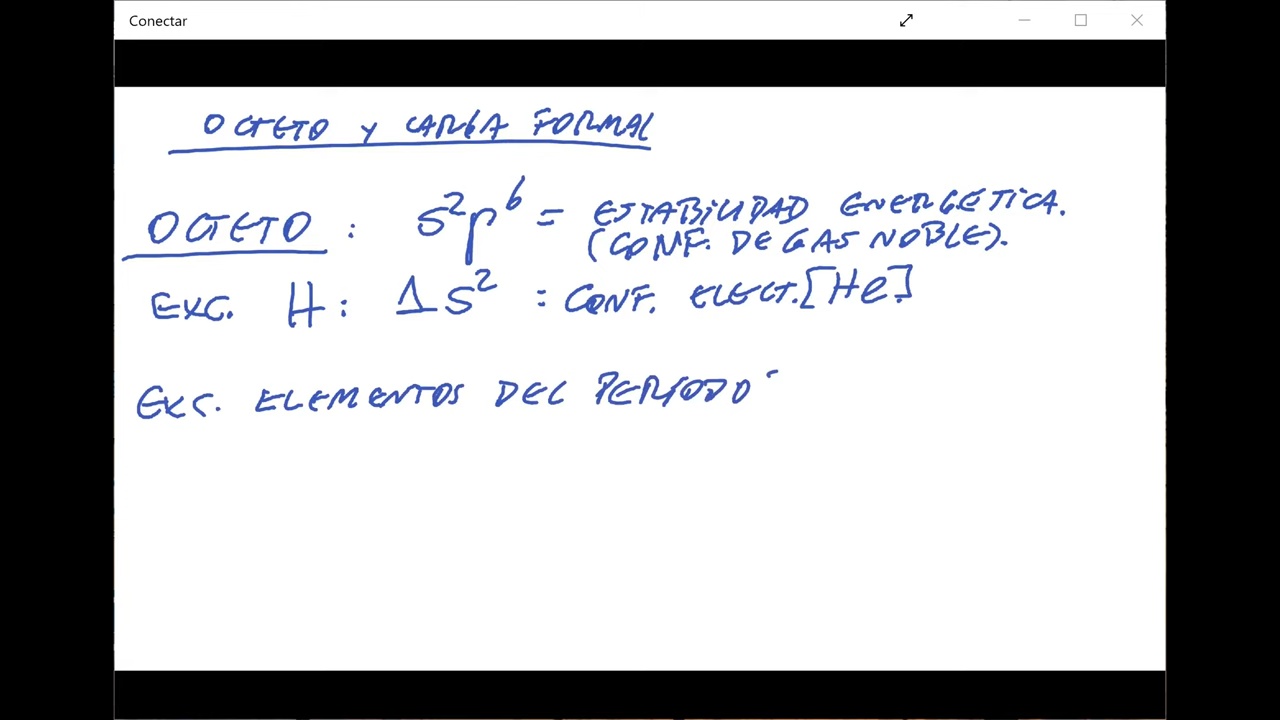 Conectar
OCTETO Y CARGA FORMAL
OCTETO : s²p⁶ = ESTABILIDAD ENERGÉTICA.
(CONF. DE GAS NOBLE).
EXC. H : 1s² = CONF. ELECT. [He]
EXC. ELEMENTOS DEL PERIODO